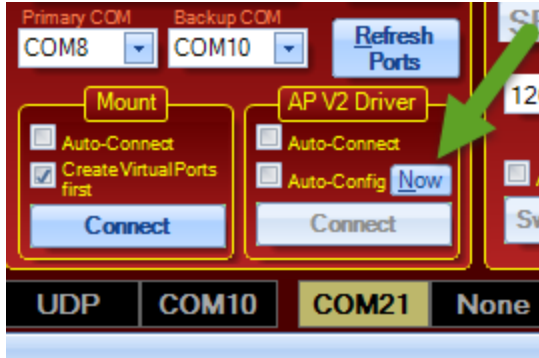 Primary COM
Backup COM
COM8
COM10
Refresh
Ports
Mount
Auto-Connect
Create Virtual Ports
first
Connect
AP V2 Driver
Auto-Connect
Auto-Config Now
Connect
UDP
COM10
COM21
None